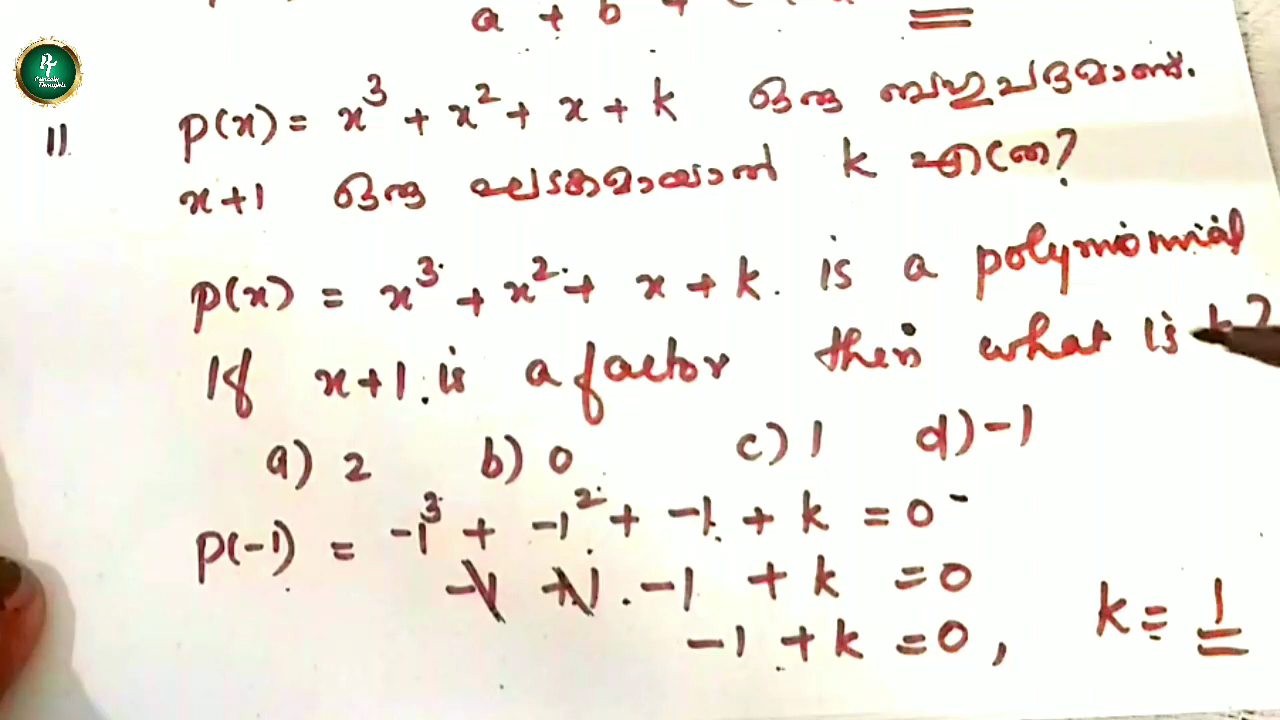 a + b +
11 p(x) = x³ + x² + x + k ഒരു ബഹുപദമാണ്.
x+1 ഒരു ഘടകമായാൽ k എത്ര?
p(x) = x³ + x² + x + k. is a polynomial
If x+1 is a factor then what is k?
a) 2 b) 0 c) 1 d) -1
p(-1) = -1³ + -1² + -1 + k = 0
-1 +1 -1 + k = 0
-1 + k = 0, k = 1